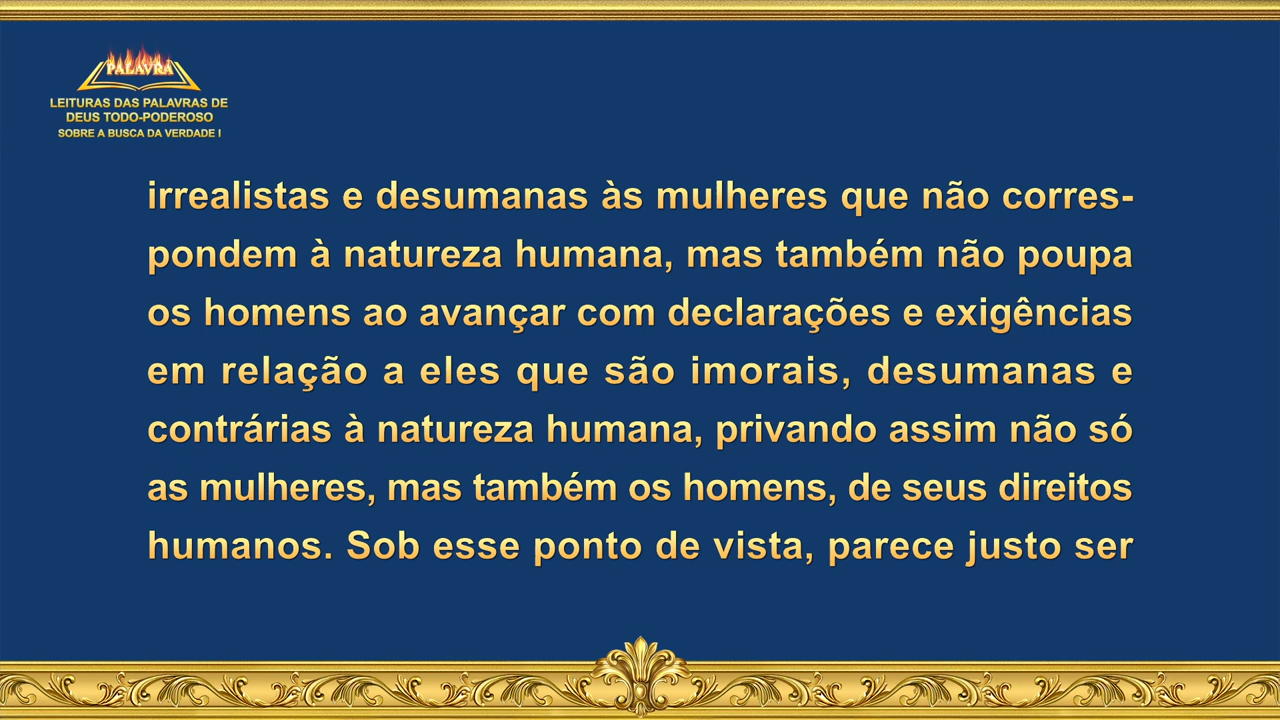 PALAVRA
LEITURAS DAS PALAVRAS DE
DEUS TODO-PODEROSO
SOBRE A BUSCA DA VERDADE I
irrealistas e desumanas às mulheres que não corres-
pondem à natureza humana, mas também não poupa
os homens ao avançar com declarações e exigências
em relação a eles que são imorais, desumanas e
contrárias à natureza humana, privando assim não só
as mulheres, mas também os homens, de seus direitos
humanos. Sob esse ponto de vista, parece justo ser